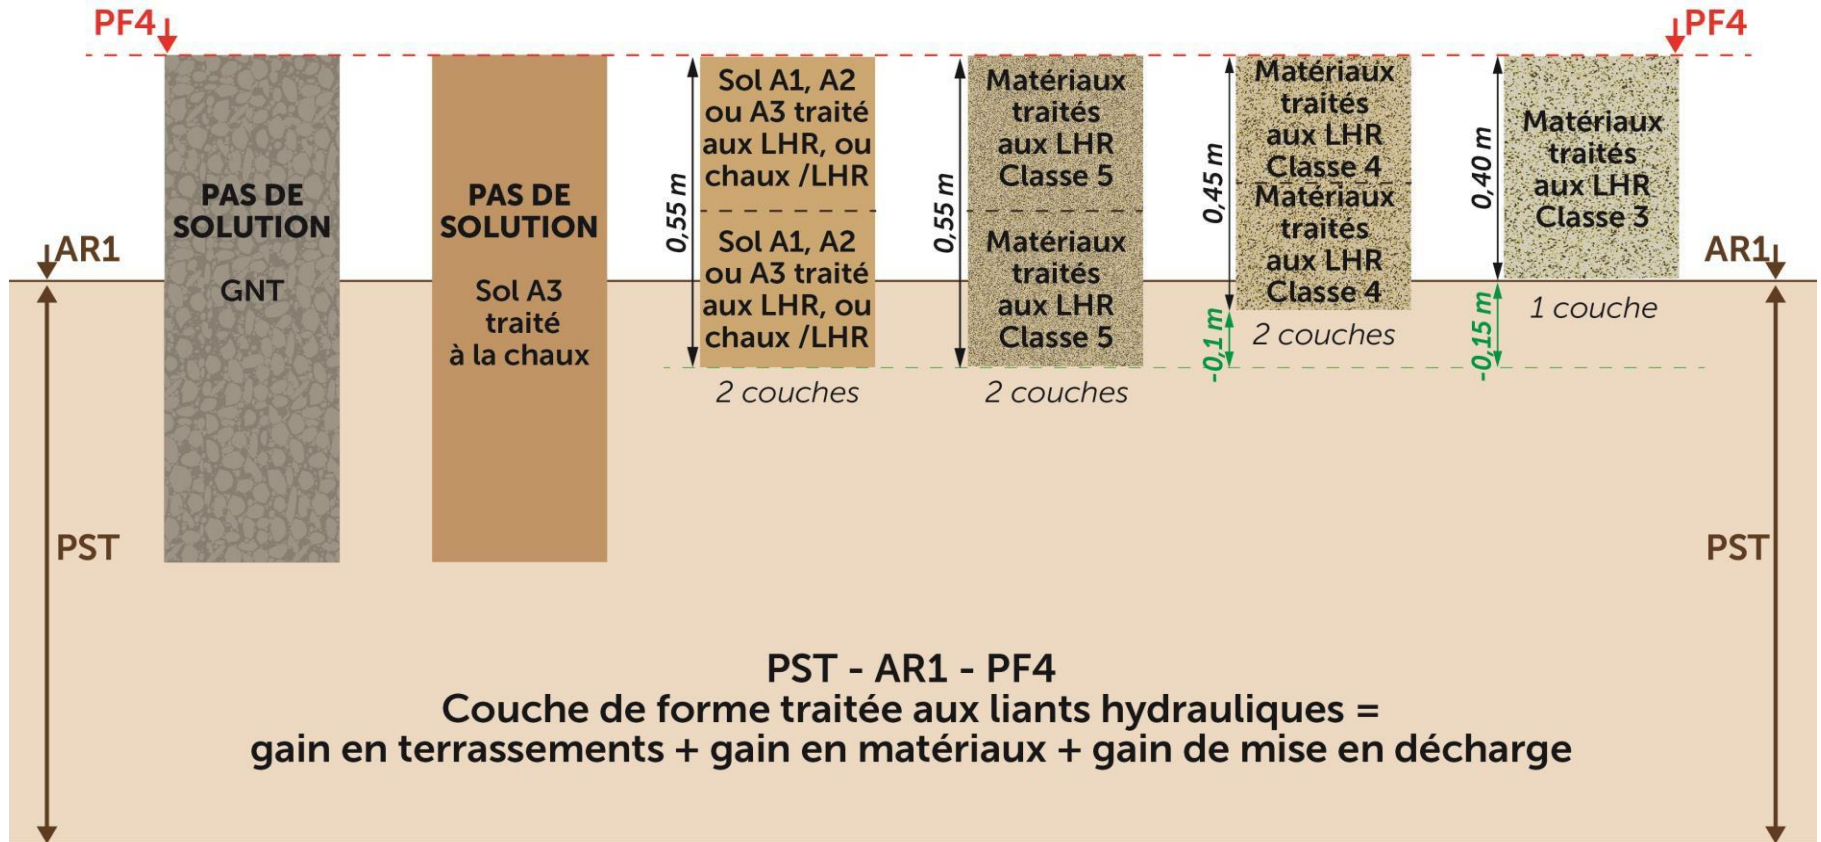 PF4
PF4
AR1
AR1
PST
PST
PAS DE
SOLUTION
GNT
PAS DE
SOLUTION
Sol A3
traité
à la chaux
0,55 m
Sol A1, A2
ou A3 traité
aux LHR, ou
chaux /LHR
Sol A1, A2
ou A3 traité
aux LHR, ou
chaux /LHR
2 couches
0,55 m
Matériaux
traités
aux LHR
Classe 5
Matériaux
traités
aux LHR
Classe 5
2 couches
0,45 m
-0,1 m
Matériaux
traités
aux LHR
Classe 4
Matériaux
traités
aux LHR
Classe 4
2 couches
0,40 m
-0,15 m
Matériaux
traités
aux LHR
Classe 3
1 couche
PST - AR1 - PF4
Couche de forme traitée aux liants hydrauliques =
gain en terrassements + gain en matériaux + gain de mise en décharge